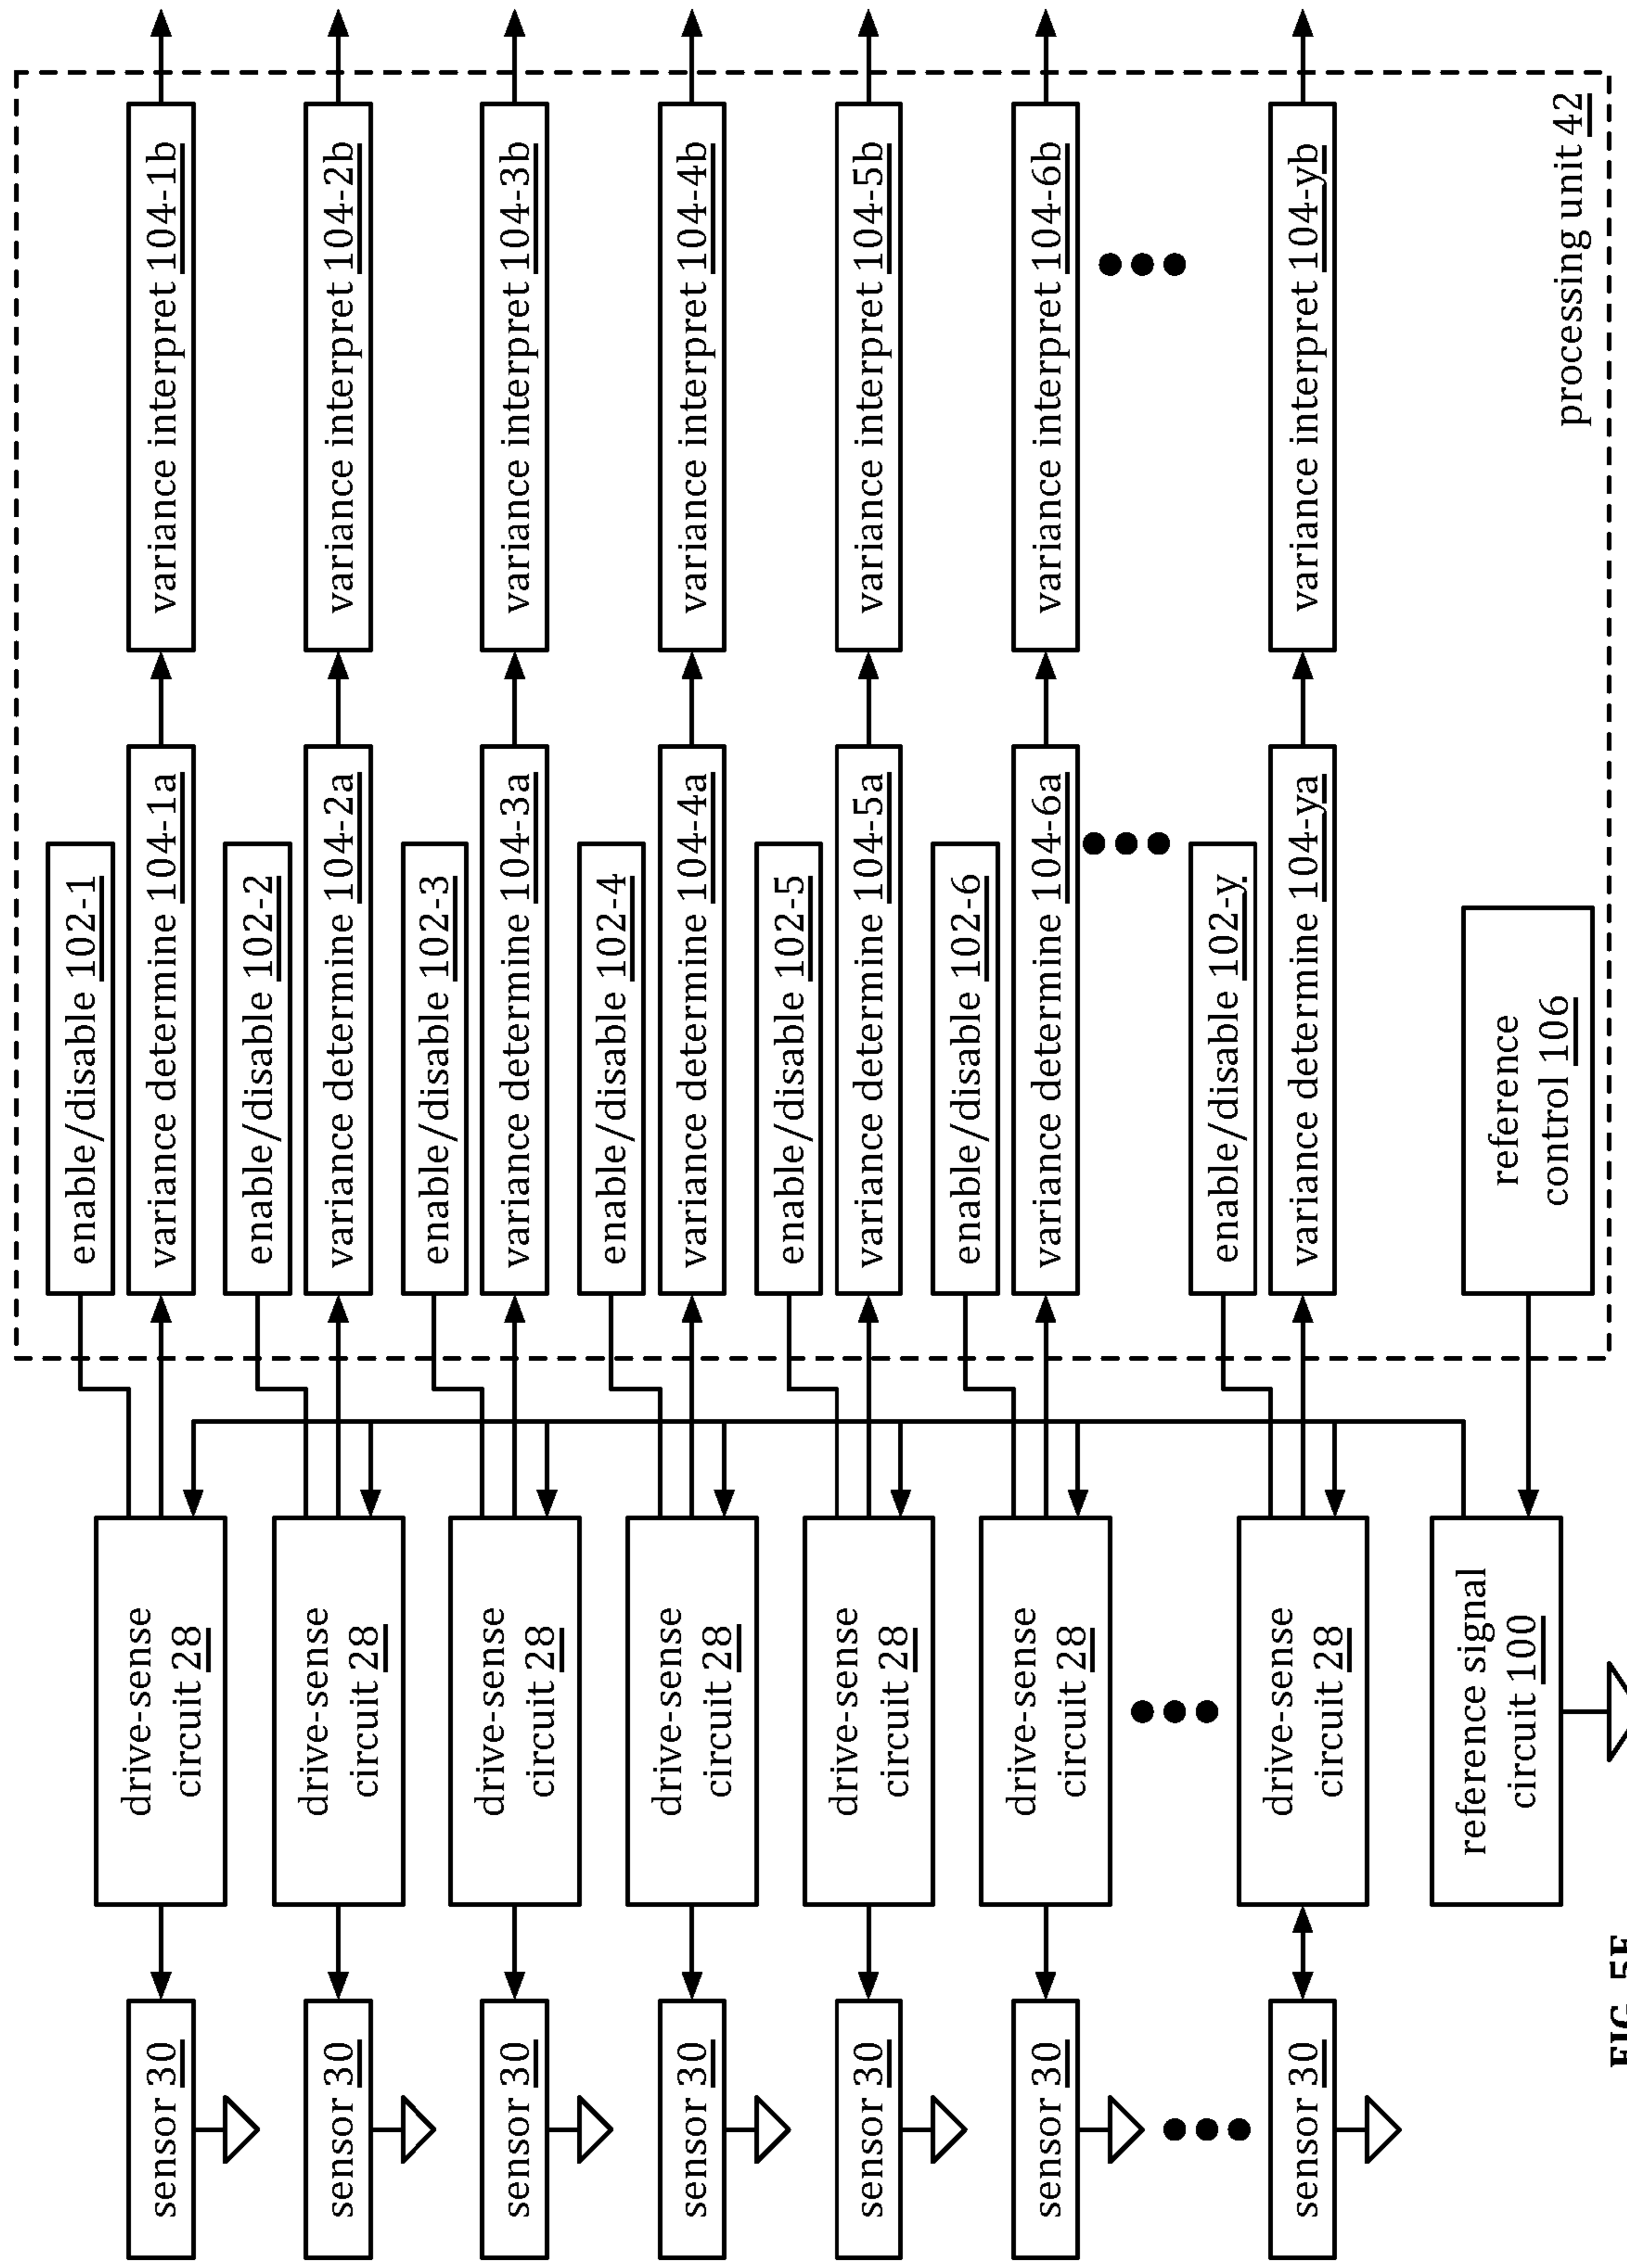 enable/disable 102-1
sensor 30
drive-sense
circuit 28
variance determine 104-1a
variance interpret 104-1b
enable/disable 102-2
sensor 30
drive-sense
circuit 28
variance determine 104-2a
variance interpret 104-2b
enable/disable 102-3
sensor 30
drive-sense
circuit 28
variance determine 104-3a
variance interpret 104-3b
enable/disable 102-4
sensor 30
drive-sense
circuit 28
variance determine 104-4a
variance interpret 104-4b
enable/disable 102-5
sensor 30
drive-sense
circuit 28
variance determine 104-5a
variance interpret 104-5b
enable/disable 102-6
sensor 30
drive-sense
circuit 28
variance determine 104-6a
variance interpret 104-6b
enable/disable 102-y
sensor 30
drive-sense
circuit 28
variance determine 104-ya
variance interpret 104-yb
reference signal
circuit 100
reference
control 106
processing unit 42
FIG.